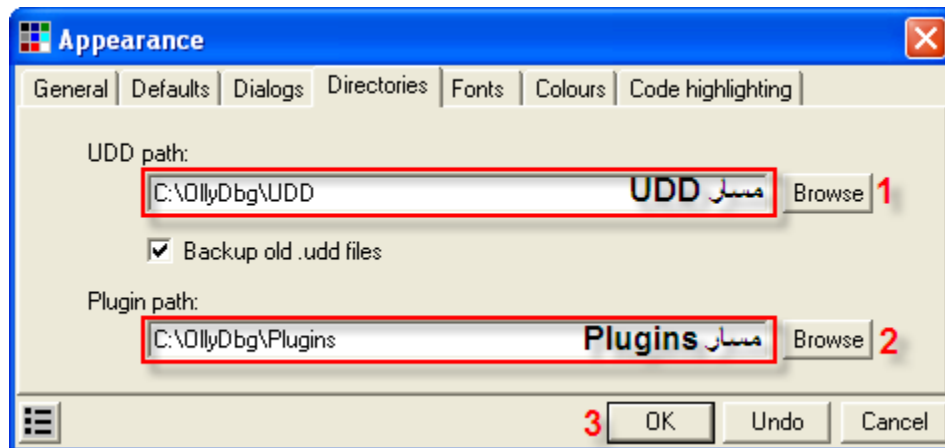 Appearance
General Defaults Dialogs Directories Fonts Colours Code highlighting
UDD path:
C:\OllyDbg\UDD مسار UDD Browse 1
Backup old .udd files
Plugin path:
C:\OllyDbg\Plugins مسار Plugins Browse 2
3 OK Undo Cancel